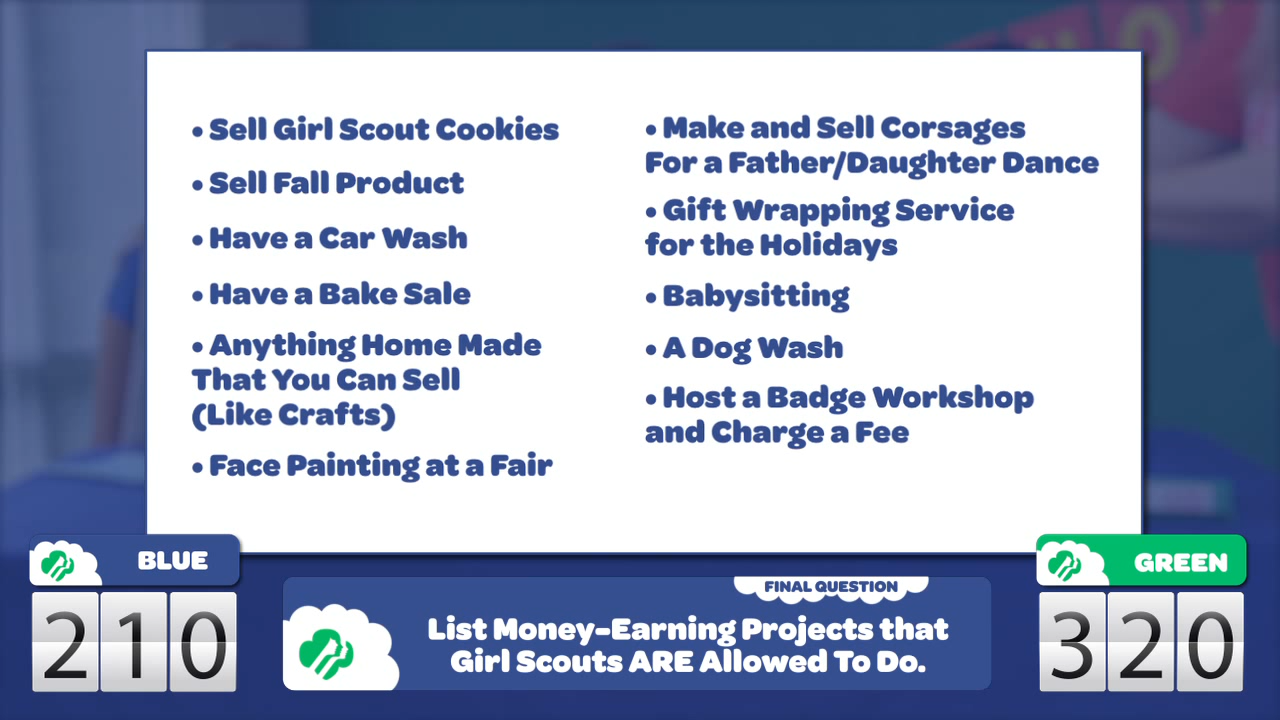 • Sell Girl Scout Cookies
• Sell Fall Product
• Have a Car Wash
• Have a Bake Sale
• Anything Home Made
That You Can Sell
(Like Crafts)
• Face Painting at a Fair
• Make and Sell Corsages
For a Father/Daughter Dance
• Gift Wrapping Service
for the Holidays
• Babysitting
• A Dog Wash
• Host a Badge Workshop
and Charge a Fee
BLUE
210
FINAL QUESTION
List Money-Earning Projects that
Girl Scouts ARE Allowed To Do.
GREEN
320